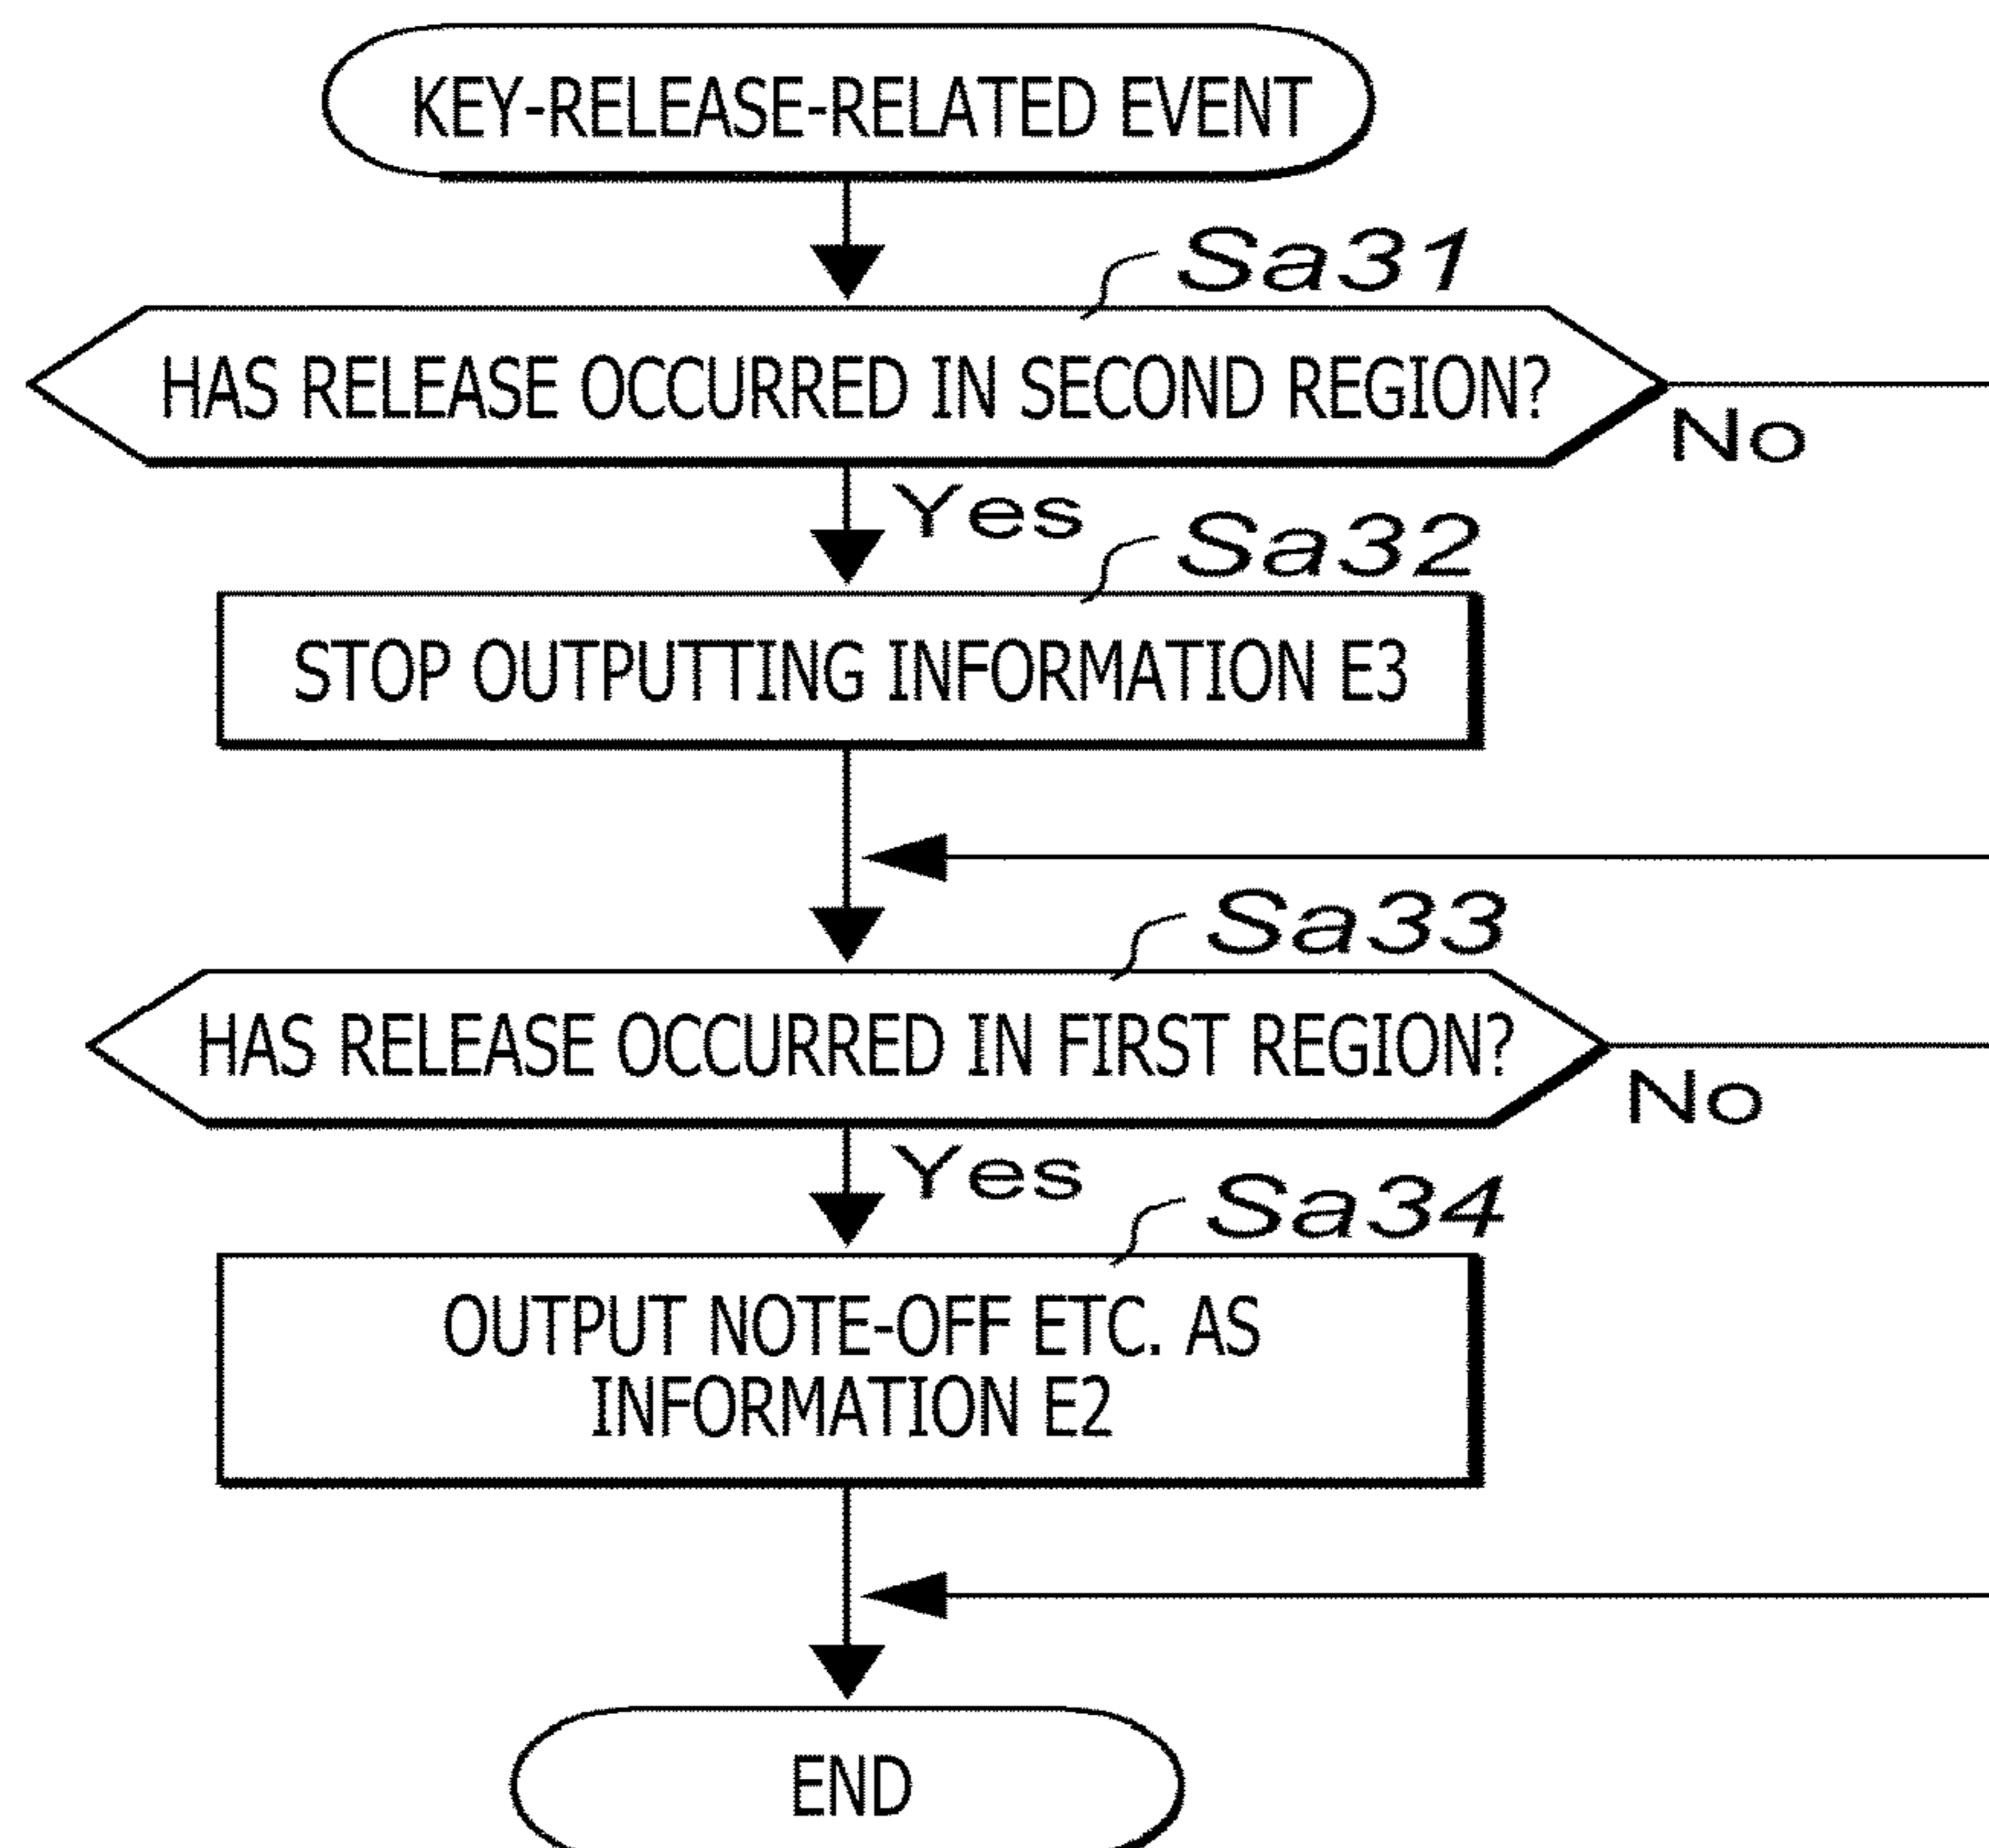 KEY-RELEASE-RELATED EVENT
Sa31
HAS RELEASE OCCURRED IN SECOND REGION?
No
Yes
Sa32
STOP OUTPUTTING INFORMATION E3
Sa33
HAS RELEASE OCCURRED IN FIRST REGION?
No
Yes
Sa34
OUTPUT NOTE-OFF ETC. AS
INFORMATION E2
END